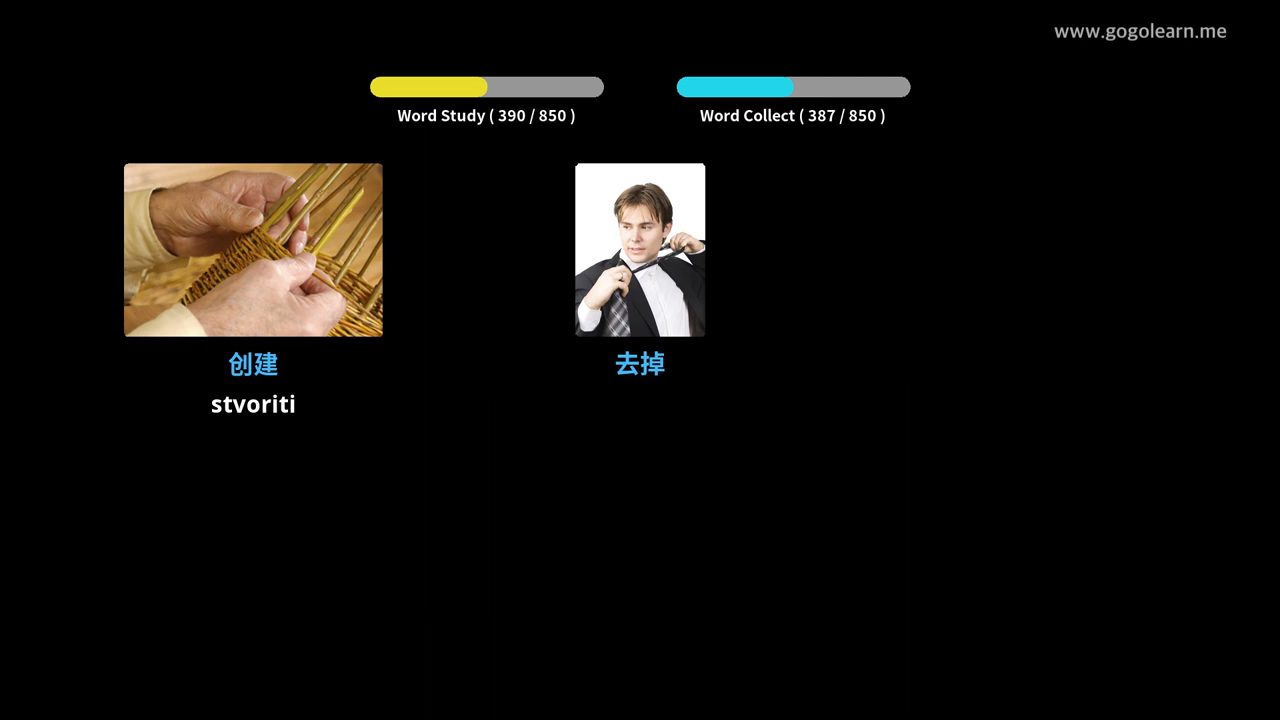 www.gogolearn.me
Word Study ( 390 / 850 )
Word Collect ( 387 / 850 )
创建
去掉
stvoriti